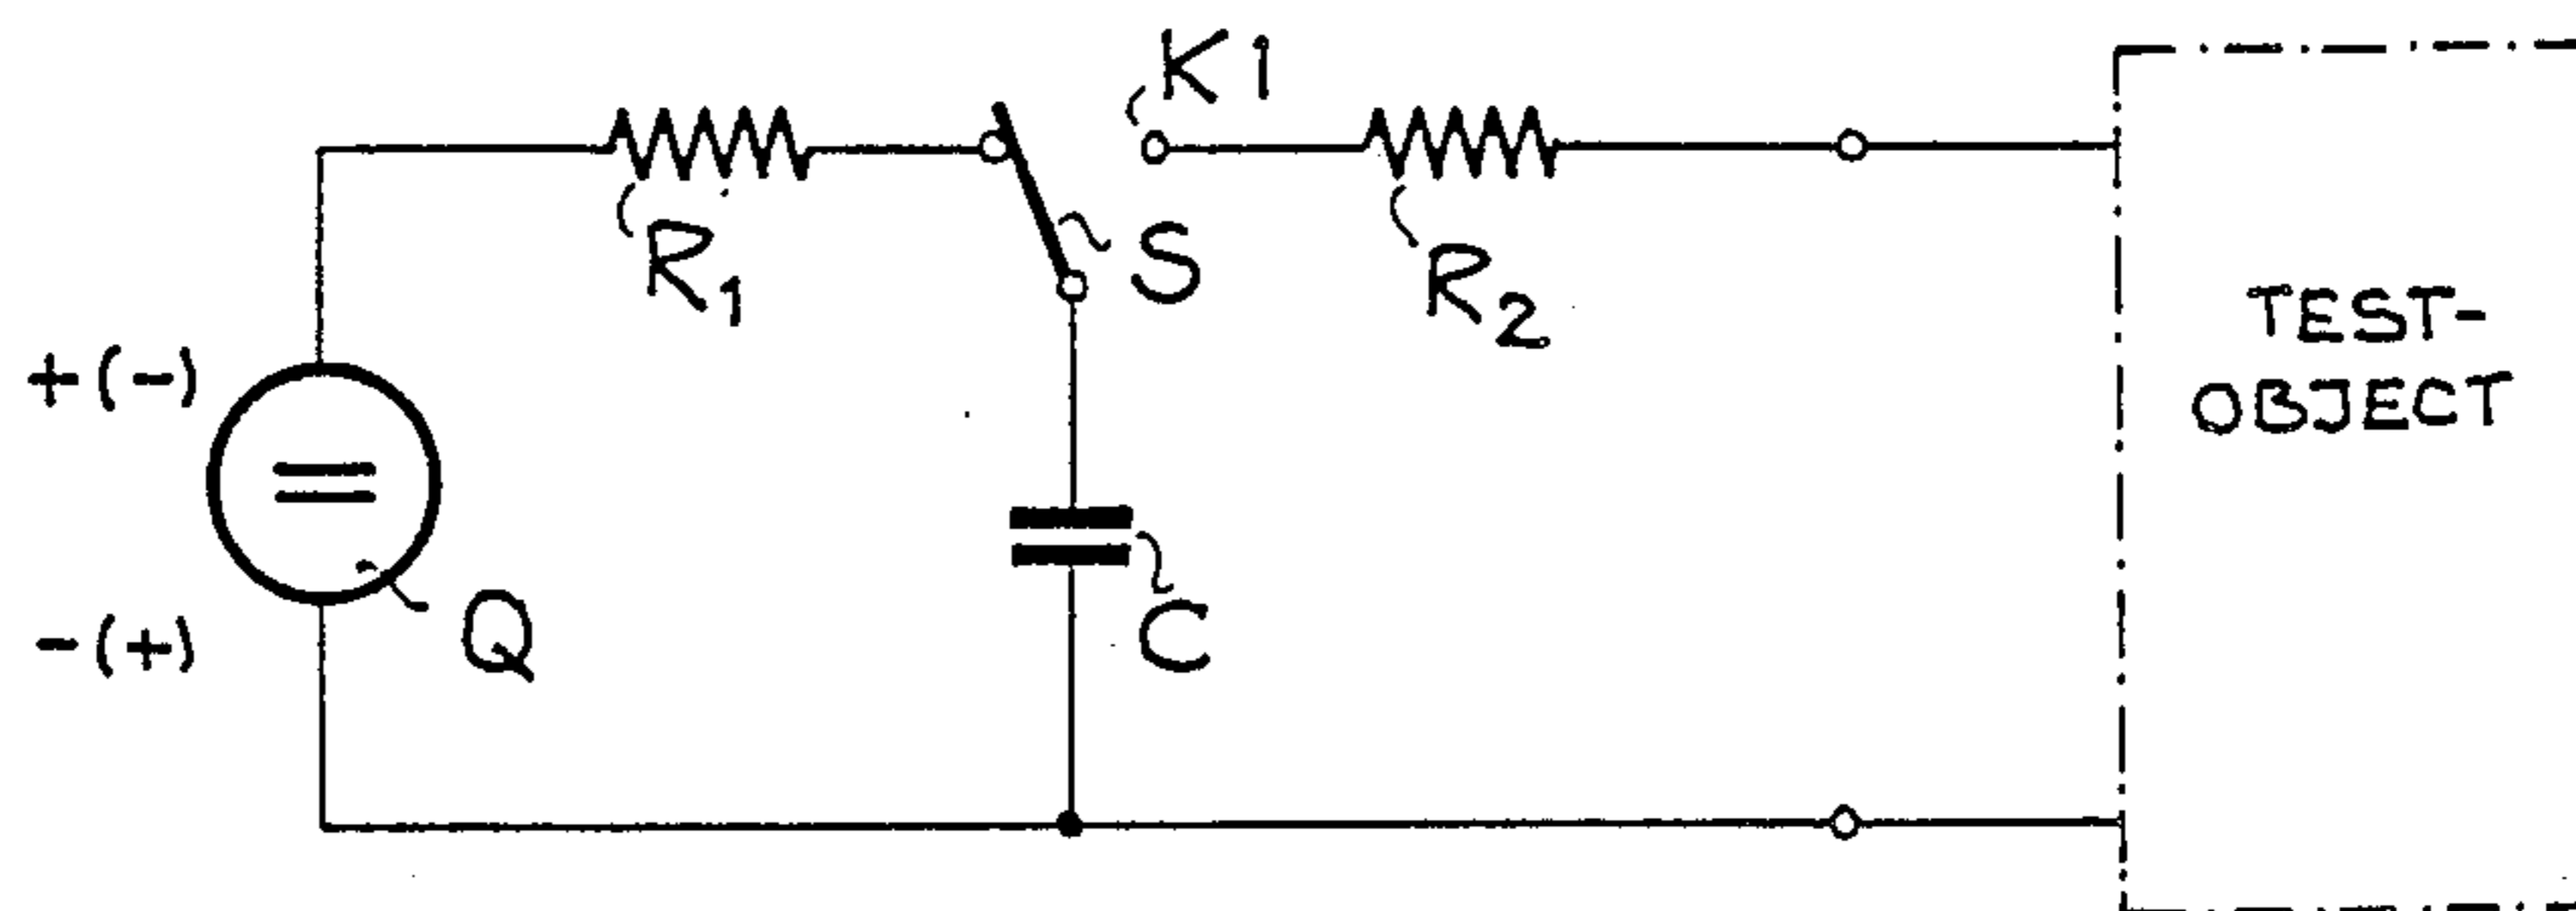 K1
R1
S
R2
TEST-
OBJECT
+(-)
-(+)
Q
C